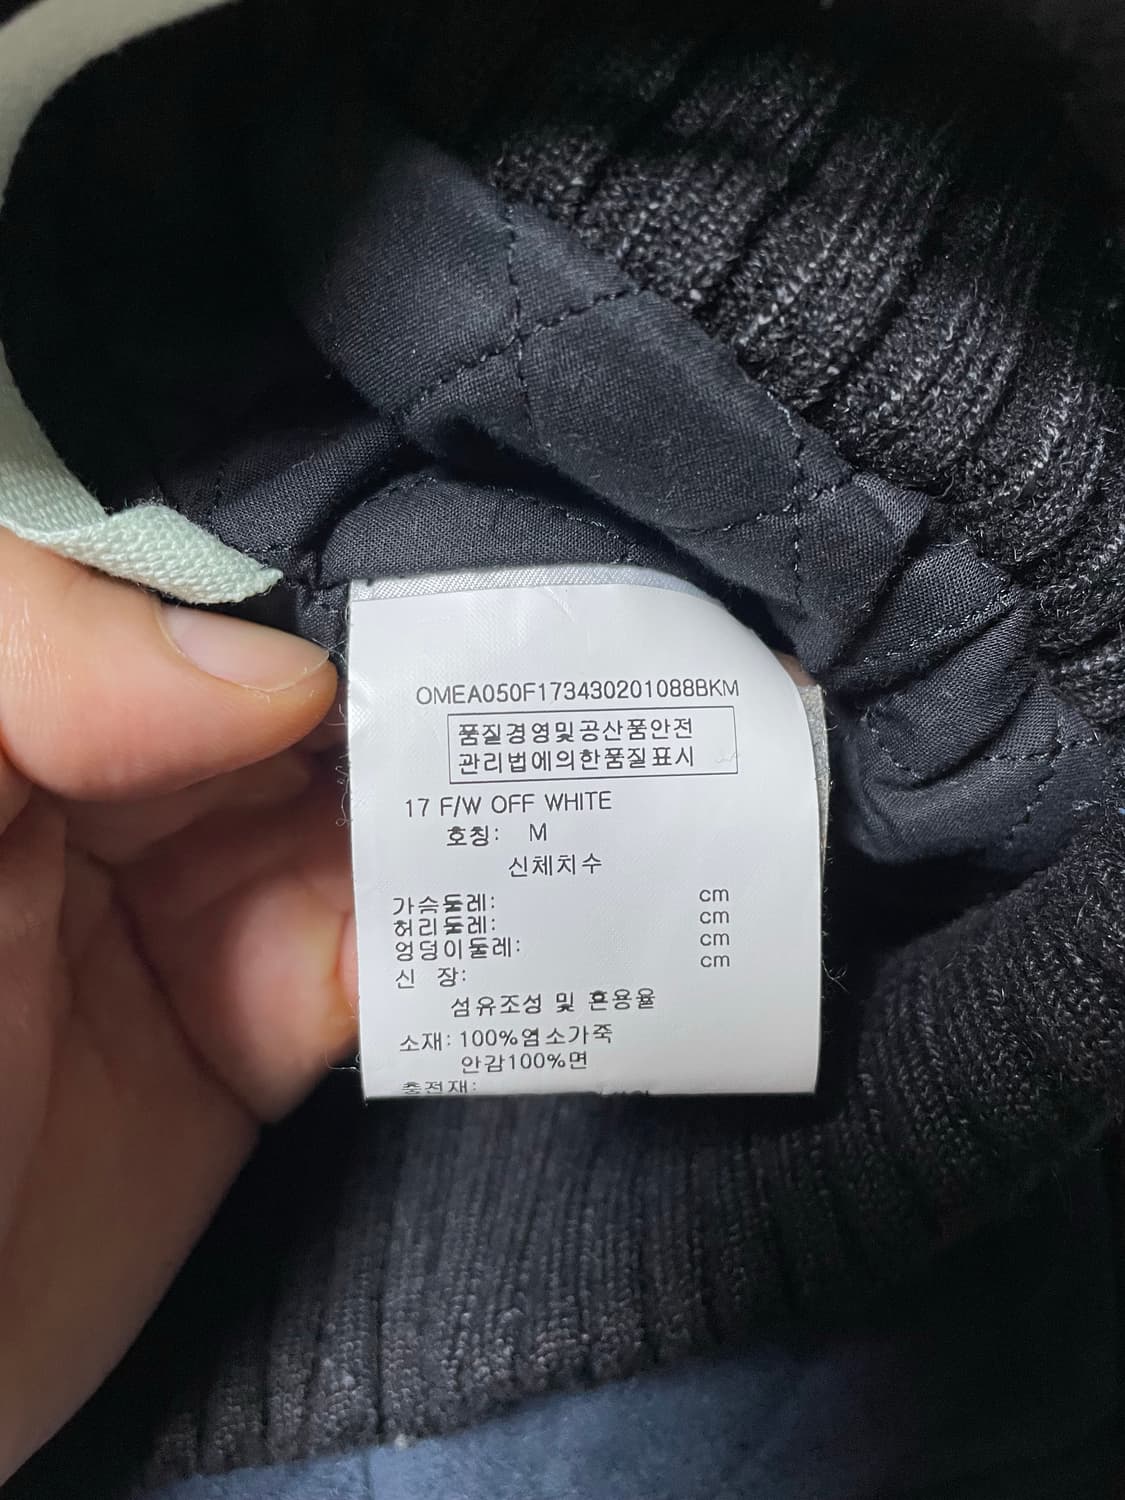 OMEA050F173430201088BKM
품질경영및공산품안전
관리법에의한품질표시
17 F/W OFF WHITE
호칭: M
신체치수
가슴둘레: cm
허리둘레: cm
엉덩이둘레: cm
신 장: cm
섬유조성 및 혼용율
소재: 100%염소가죽
안감100%면
충전재: